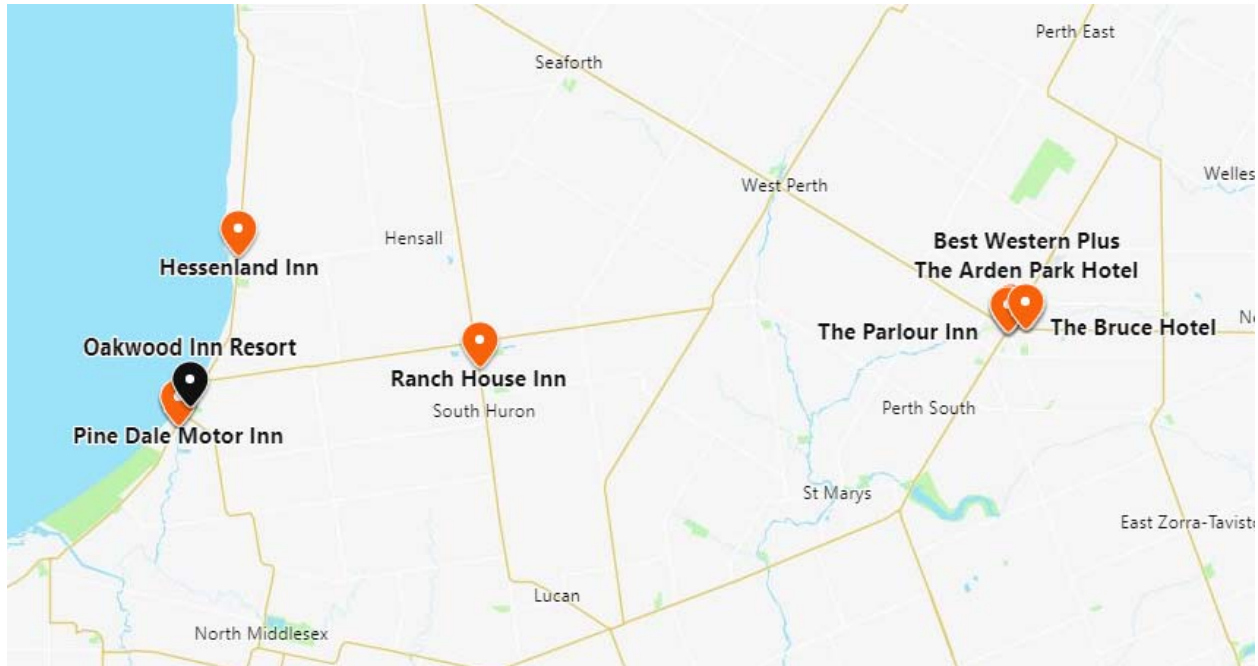 Perth East
Seaforth
Welles
West Perth
Hensall
Best Western Plus
The Arden Park Hotel
Hessenland Inn
The Parlour Inn
The Bruce Hotel
Oakwood Inn Resort
Ranch House Inn
South Huron
Perth South
Pine Dale Motor Inn
St Marys
East Zorra-Tavisto
Lucan
North Middlesex